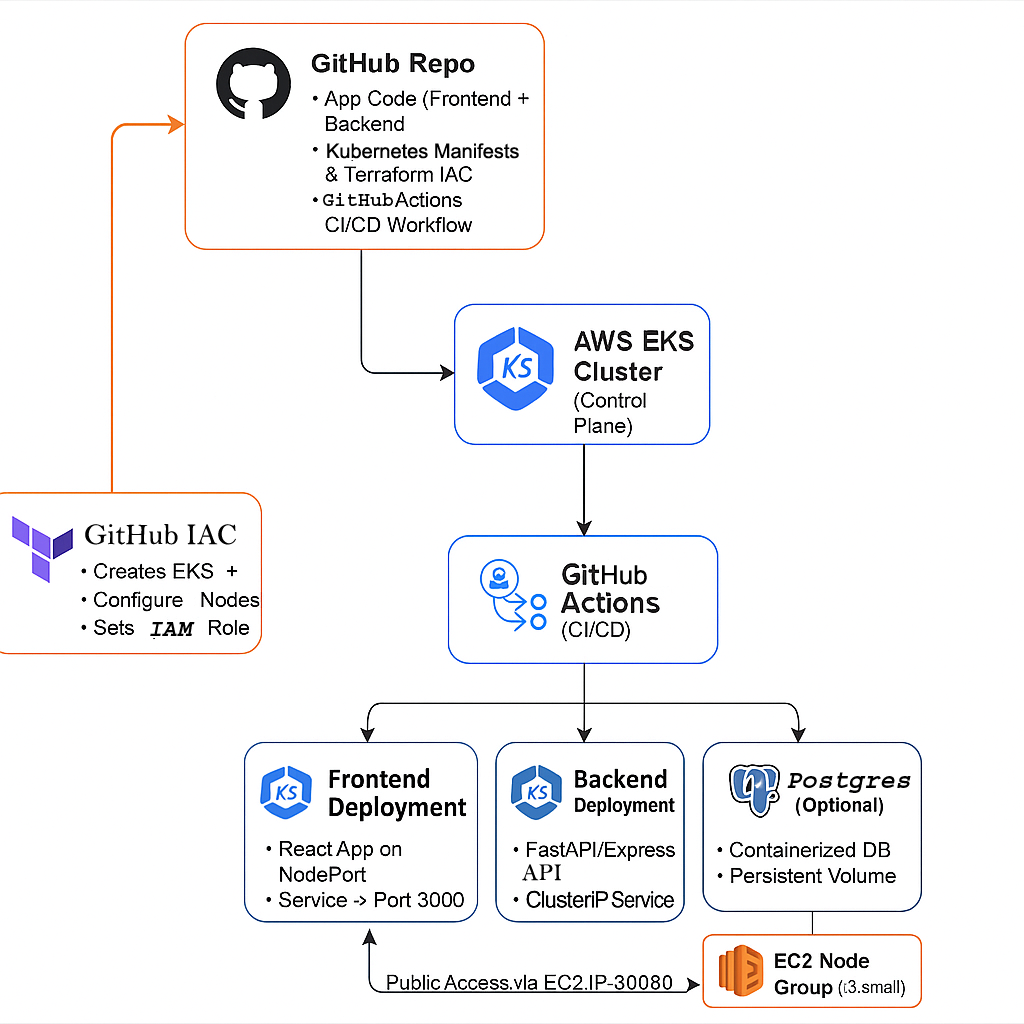 GitHub Repo
• App Code (Frontend +
Backend
• Kubernetes Manifests
& Terraform IAC
• GitHub Actions
CI/CD Workflow
KS
AWS EKS
Cluster
(Control
Plane)
GitHub IAC
• Creates EKS +
• Configure Nodes
• Sets IAM Role
GitHub
Actions
(CI/CD)
KS
Frontend
Deployment
• React App on
NodePort
• Service -> Port 3000
KS
Backend
Deployment
• FastAPI/Express
API
• ClusteriP Service
Postgres
(Optional)
• Containerized DB
• Persistent Volume
Public Access.vla EC2.IP-30080
EC2 Node
Group (t3.small)